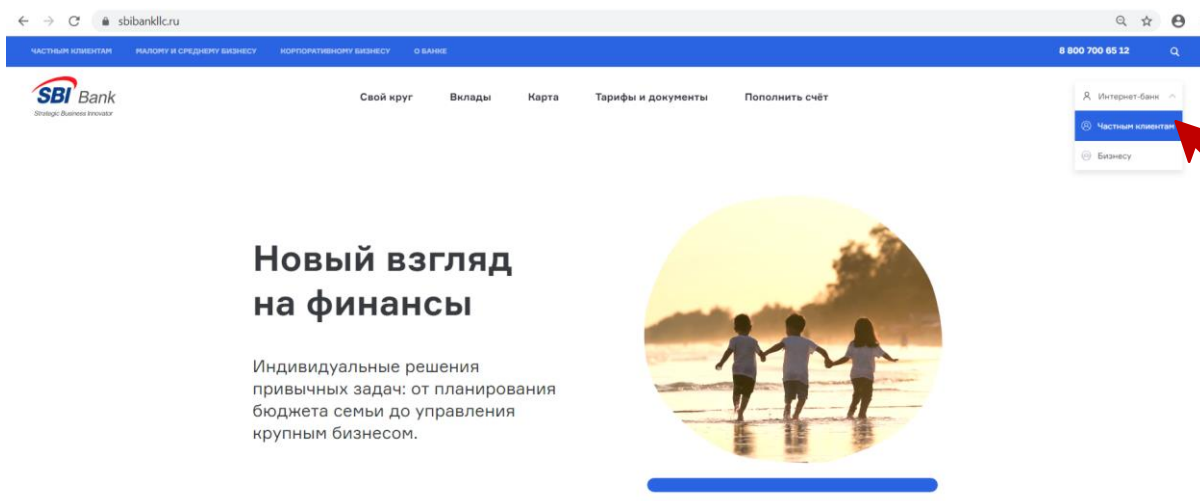 sbibankllc.ru
ЧАСТНЫМ КЛИЕНТАМ МАЛОМУ И СРЕДНЕМУ БИЗНЕСУ КОРПОРАТИВНОМУ БИЗНЕСУ О БАНКЕ 8 800 700 65 12
SBI Bank
Strategic Business Innovator
Свой круг Вклады Карта Тарифы и документы Пополнить счёт
Интернет-банк
Частным клиентам
Бизнесу
Новый взгляд
на финансы
Индивидуальные решения
привычных задач: от планирования
бюджета семьи до управления
крупным бизнесом.